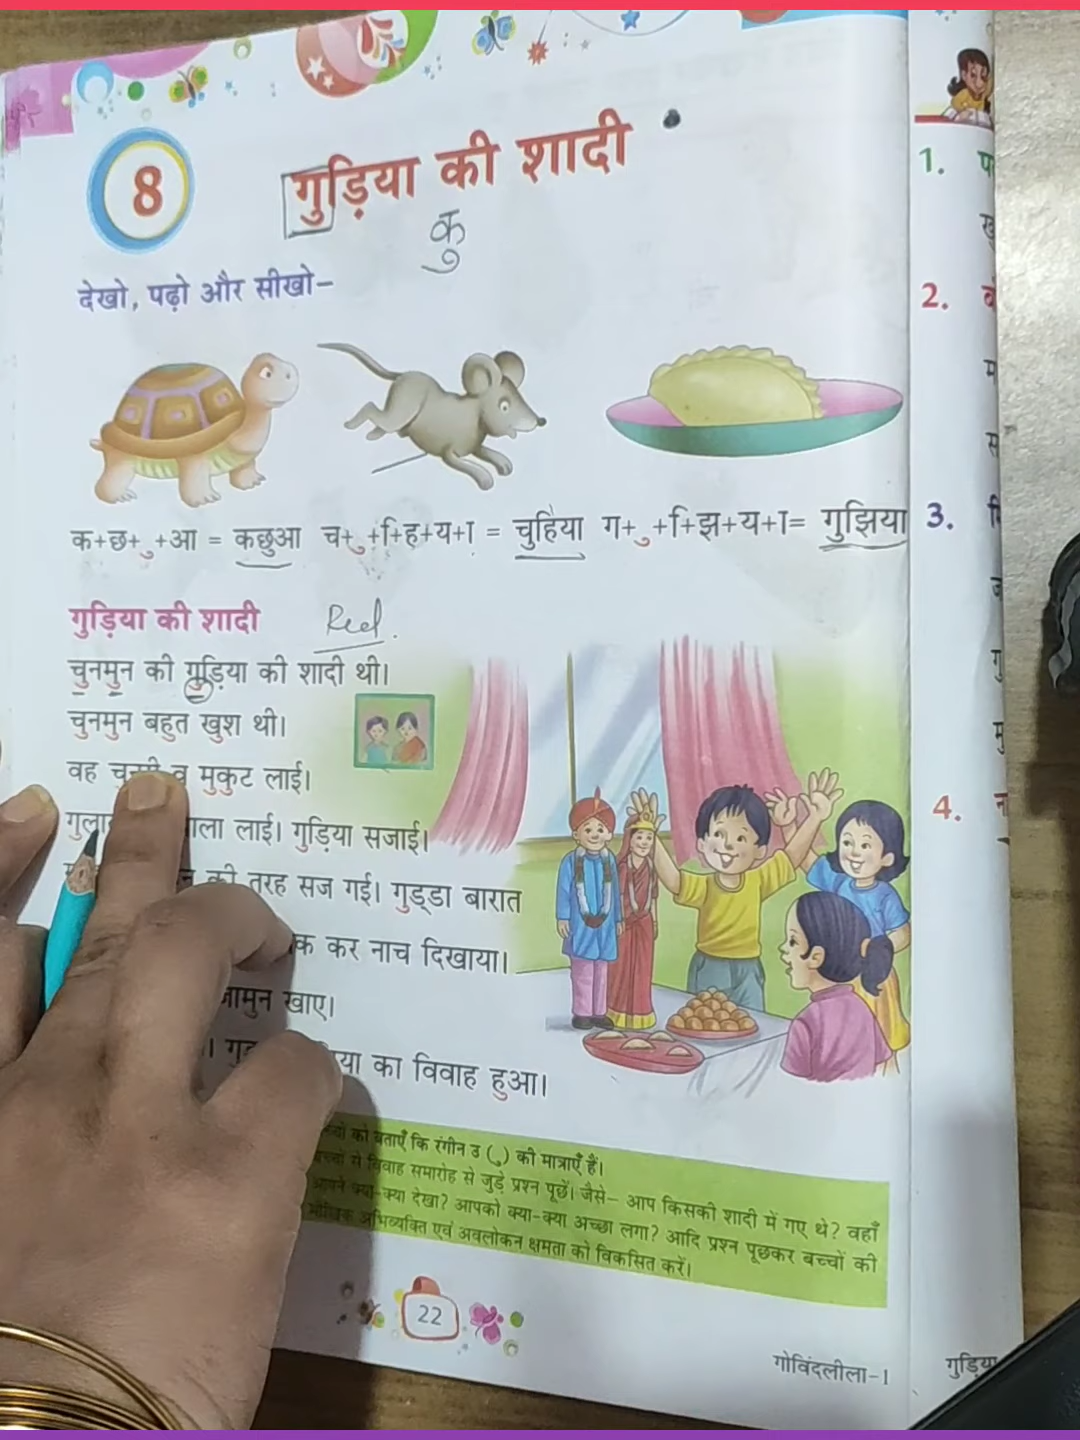 8
गुड़िया की शादी
कु
देखो, पढ़ो और सीखो–
क+छ+ु+आ = कछुआ च+ु+ि+ह+य+ा = चुहिया ग+ु+ि+झ+य+ा= गुझिया
गुड़िया की शादी
चुनमुन की गुड़िया की शादी थी।
चुनमुन बहुत खुश थी।
वह व मुकुट लाई।
लाई। गुड़िया सजाई।
की तरह सज गई। गुड्डा बारात
कर नाच दिखाया।
खाए।
का विवाह हुआ।
को बताएँ कि रंगीन उ (ु) की मात्राएँ हैं।
से विवाह समारोह से जुड़े प्रश्न पूछें। जैसे– आप किसकी शादी में गए थे? वहाँ
क्या-क्या देखा? आपको क्या-क्या अच्छा लगा? आदि प्रश्न पूछकर बच्चों की
अभिव्यक्ति एवं अवलोकन क्षमता को विकसित करें।
22
गोविंदलीला-1
1.
2.
3.
4.